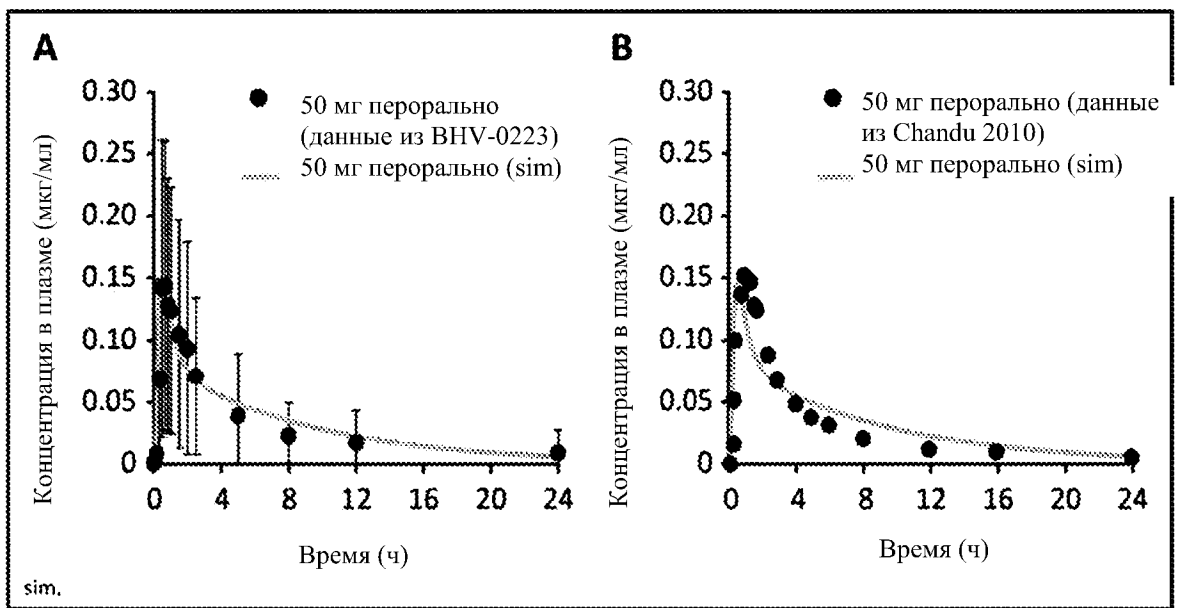 A
Концентрация в плазме (мкг/мл)
0.30
0.25
0.20
0.15
0.10
0.05
0
50 мг перорально
(данные из BHV-0223)
50 мг перорально (sim)
0 4 8 12 16 20 24
Время (ч)
sim.
B
Концентрация в плазме (мкг/мл)
0.30
0.25
0.20
0.15
0.10
0.05
0
50 мг перорально (данные
из Chandu 2010)
50 мг перорально (sim)
0 4 8 12 16 20 24
Время (ч)